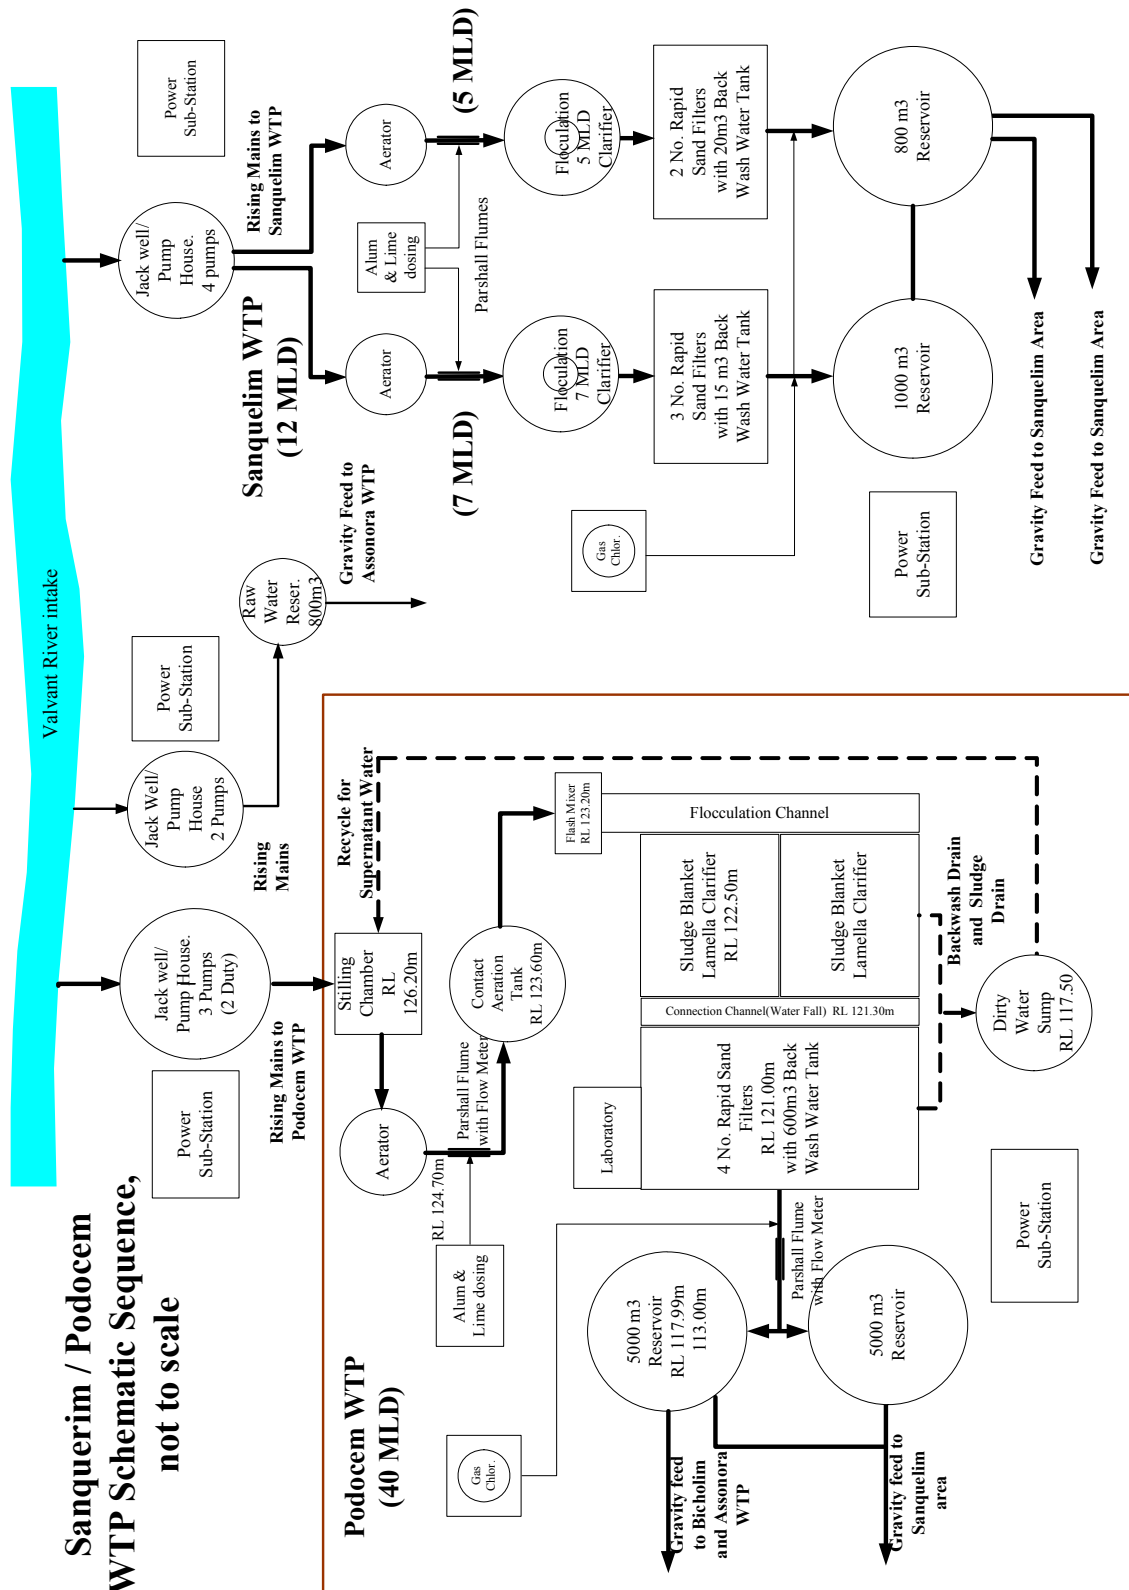 Sanquerim / Podocem
WTP Schematic Sequence,
not to scale
Valvant River intake
Power
Sub-Station
Jack well/
Pump House.
3 Pumps
(2 Duty)
Rising Mains to
Podocem WTP
Jack Well/
Pump
House
2 Pumps
Power
Sub-Station
Rising
Mains
Raw
Water
Reser.
800m3
Gravity Feed to
Assonora WTP
Jack well/
Pump
House.
4 pumps
Power
Sub-Station
Rising Mains to
Sanquelim WTP
Sanquelim WTP
(12 MLD)
Aerator
Aerator
Alum
& Lime
dosing
Parshall Flumes
(7 MLD)
(5 MLD)
Floculation
7 MLD
Clarifier
Floculation
5 MLD
Clarifier
3 No. Rapid
Sand Filters
with 15 m3 Back
Wash Water Tank
2 No. Rapid
Sand Filters
with 20m3 Back
Wash Water Tank
Gas
Chlor.
1000 m3
Reservoir
800 m3
Reservoir
Power
Sub-Station
Gravity Feed to Sanquelim Area
Gravity Feed to Sanquelim Area
Podocem WTP
(40 MLD)
Stilling
Chamber
RL
126.20m
Recycle for
Supernatant Water
Aerator
RL 124.70m
Parshall Flume
with Flow Meter
Alum &
Lime dosing
Contact
Aeration
Tank
RL 123.60m
Flash Mixer
RL 123.20m
Flocculation Channel
Sludge Blanket
Lamella Clarifier
RL 122.50m
Sludge Blanket
Lamella Clarifier
Connection Channel(Water Fall) RL 121.30m
Backwash Drain
and Sludge
Drain
Dirty
Water
Sump
RL 117.50
Laboratory
4 No. Rapid Sand
Filters
RL 121.00m
with 600m3 Back
Wash Water Tank
Parshall Flume
with Flow Meter
Gas
Chlor.
5000 m3
Reservoir
RL 117.99m
113.00m
5000 m3
Reservoir
Power
Sub-Station
Gravity feed
to Bicholim
and Assonora
WTP
Gravity feed to
Sanquelim
area